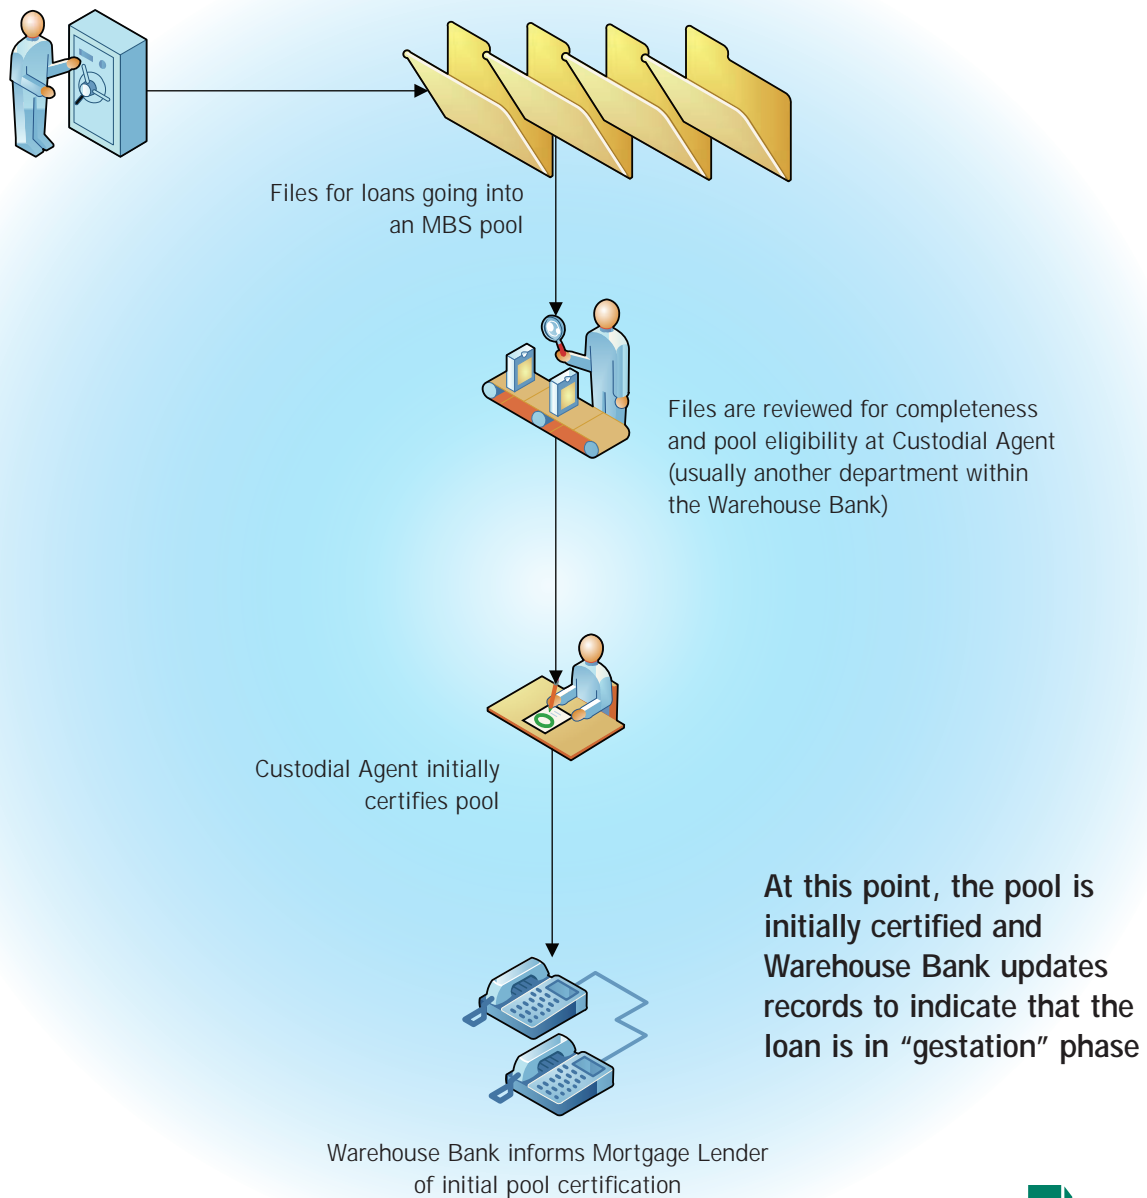 Files for loans going into
an MBS pool
Files are reviewed for completeness
and pool eligibility at Custodial Agent
(usually another department within
the Warehouse Bank)
Custodial Agent initially
certifies pool
At this point, the pool is
initially certified and
Warehouse Bank updates
records to indicate that the
loan is in “gestation” phase
Warehouse Bank informs Mortgage Lender
of initial pool certification